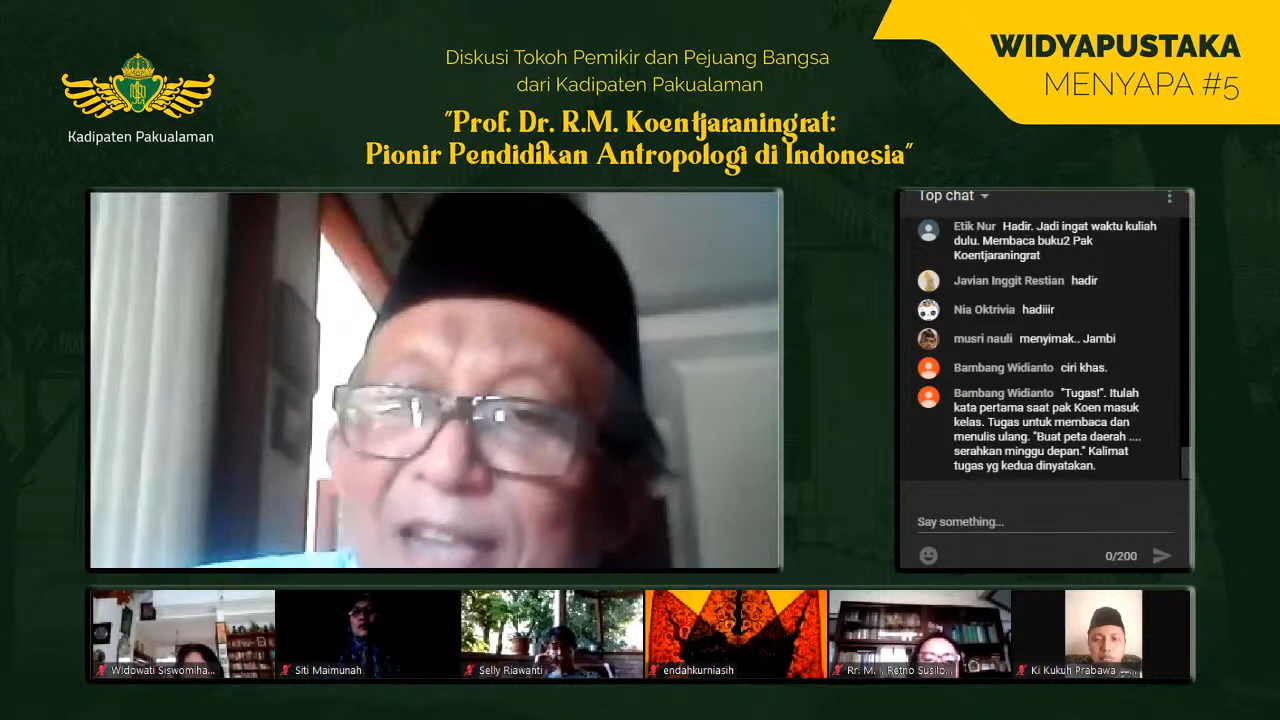 Kadipaten Pakualaman
Diskusi Tokoh Pemikir dan Pejuang Bangsa
dari Kadipaten Pakualaman
"Prof. Dr. R.M. Koentjaraningrat:
Pionir Pendidikan Antropologi di Indonesia"
WIDYAPUSTAKA
MENYAPA #5
Top chat
Etik Nur Hadir. Jadi ingat waktu kuliah
dulu. Membaca buku2 Pak
Koentjaraningrat
Javian Inggit Restian hadir
Nia Oktrivia hadiiir
musri nauli menyimak.. Jambi
Bambang Widianto ciri khas.
Bambang Widianto "Tugas!". Itulah
kata pertama saat pak Koen masuk
kelas. Tugas untuk membaca dan
menulis ulang. "Buat peta daerah ....
serahkan minggu depan." Kalimat
tugas yg kedua dinyatakan.
Say something...
0/200
Widowati Siswomiha...
Siti Maimunah
Selly Riawanti
endahkurniasih
Rr. M. I. Retno Susilo...
Ki Kukuh Prabawa